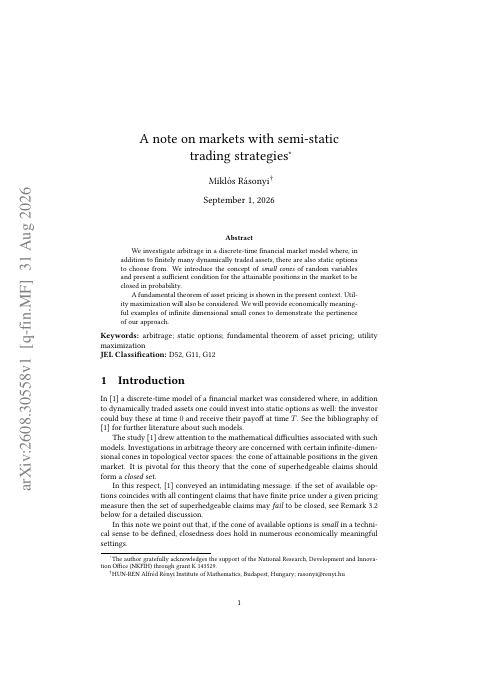 arXiv:2608.30558v1 [q-fin.MF] 31 Aug 2026
A note on markets with semi-static
trading strategies*
Miklós Rásonyi†
September 1, 2026
Abstract
We investigate arbitrage in a discrete-time financial market model where, in
addition to finitely many dynamically traded assets, there are also static options
to choose from. We introduce the concept of small cones of random variables
and present a sufficient condition for the attainable positions in the market to be
closed in probability.
A fundamental theorem of asset pricing is shown in the present context. Util-
ity maximization will also be considered. We will provide economically meaning-
ful examples of infinite dimensional small cones to demonstrate the pertinence
of our approach.
Keywords: arbitrage; static options; fundamental theorem of asset pricing; utility
maximization
JEL Classification: D52, G11, G12
1 Introduction
In [1] a discrete-time model of a financial market was considered where, in addition
to dynamically traded assets one could invest into static options as well: the investor
could buy these at time 0 and receive their payoff at time T. See the bibliography of
[1] for further literature about such models.
The study [1] drew attention to the mathematical difficulties associated with such
models. Investigations in arbitrage theory are concerned with certain infinite-dimen-
sional cones in topological vector spaces: the cone of attainable positions in the given
market. It is pivotal for this theory that the cone of superhedgeable claims should
form a closed set.
In this respect, [1] conveyed an intimidating message: if the set of available op-
tions coincides with all contingent claims that have finite price under a given pricing
measure then the set of superhedgeable claims may fail to be closed, see Remark 3.2
below for a detailed discussion.
In this note we point out that, if the cone of available options is small in a techni-
cal sense to be defined, closedness does hold in numerous economically meaningful
settings.
*The author gratefully acknowledges the support of the National Research, Development and Innova-
tion Office (NKFIH) through grant K 143529.
†HUN-REN Alfréd Rényi Institute of Mathematics, Budapest, Hungary; rasonyi@renyi.hu
1